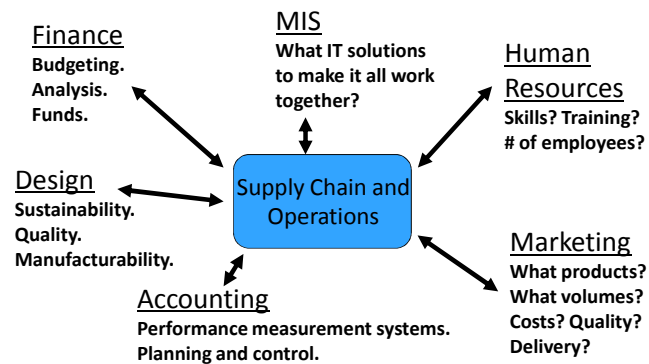 Finance
Budgeting.
Analysis.
Funds.
MIS
What IT solutions
to make it all work
together?
Human
Resources
Skills? Training?
# of employees?
Design
Sustainability.
Quality.
Manufacturability.
Supply Chain and
Operations
Accounting
Performance measurement systems.
Planning and control.
Marketing
What products?
What volumes?
Costs? Quality?
Delivery?